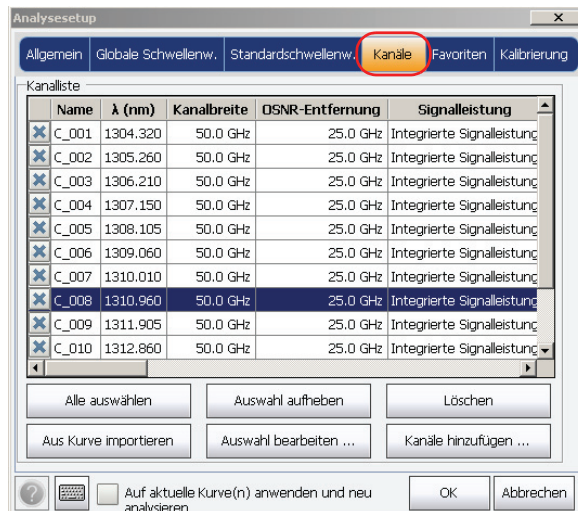 Analysesetup
Allgemein Globale Schwellenw. Standardschwellenw. Kanäle Favoriten Kalibrierung
Kanalliste
Name λ (nm) Kanalbreite OSNR-Entfernung Signalleistung
C_001 1304.320 50.0 GHz 25.0 GHz Integrierte Signalleistung
C_002 1305.260 50.0 GHz 25.0 GHz Integrierte Signalleistung
C_003 1306.210 50.0 GHz 25.0 GHz Integrierte Signalleistung
C_004 1307.150 50.0 GHz 25.0 GHz Integrierte Signalleistung
C_005 1308.105 50.0 GHz 25.0 GHz Integrierte Signalleistung
C_006 1309.060 50.0 GHz 25.0 GHz Integrierte Signalleistung
C_007 1310.010 50.0 GHz 25.0 GHz Integrierte Signalleistung
C_008 1310.960 50.0 GHz 25.0 GHz Integrierte Signalleistung
C_009 1311.905 50.0 GHz 25.0 GHz Integrierte Signalleistung
C_010 1312.860 50.0 GHz 25.0 GHz Integrierte Signalleistung
Alle auswählen Auswahl aufheben Löschen
Aus Kurve importieren Auswahl bearbeiten ... Kanäle hinzufügen ...
? Auf aktuelle Kurve(n) anwenden und neu OK Abbrechen
analysieren